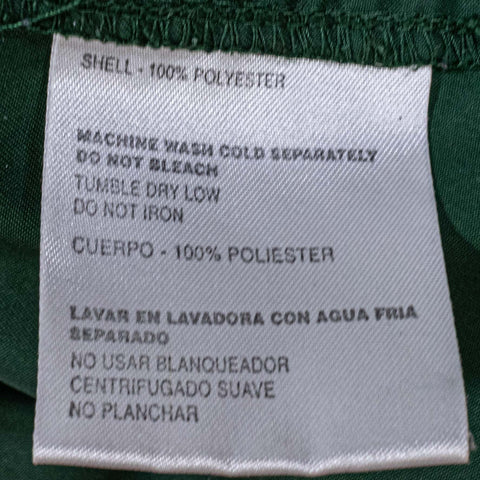 SHELL - 100% POLYESTER
MACHINE WASH COLD SEPARATELY
DO NOT BLEACH
TUMBLE DRY LOW
DO NOT IRON
CUERPO - 100% POLIESTER
LAVAR EN LAVADORA CON AGUA FRIA
SEPARADO
NO USAR BLANQUEADOR
CENTRIFUGADO SUAVE
NO PLANCHAR